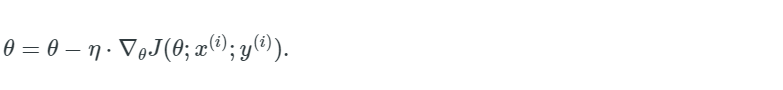 θ = θ − η · ∇_θ J(θ; x^{(i)}; y^{(i)}).